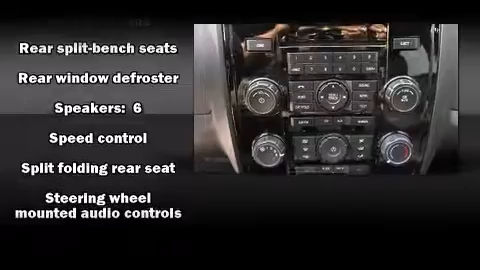 Rear split-bench seats
Rear window defroster
Speakers: 6
Speed control
Split folding rear seat
Steering wheel
mounted audio controls